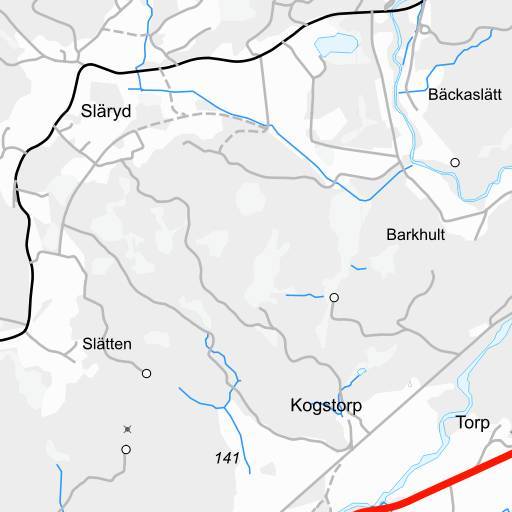 Bäckaslätt
Släryd
Barkhult
Slätten
Kogstorp
Torp
141